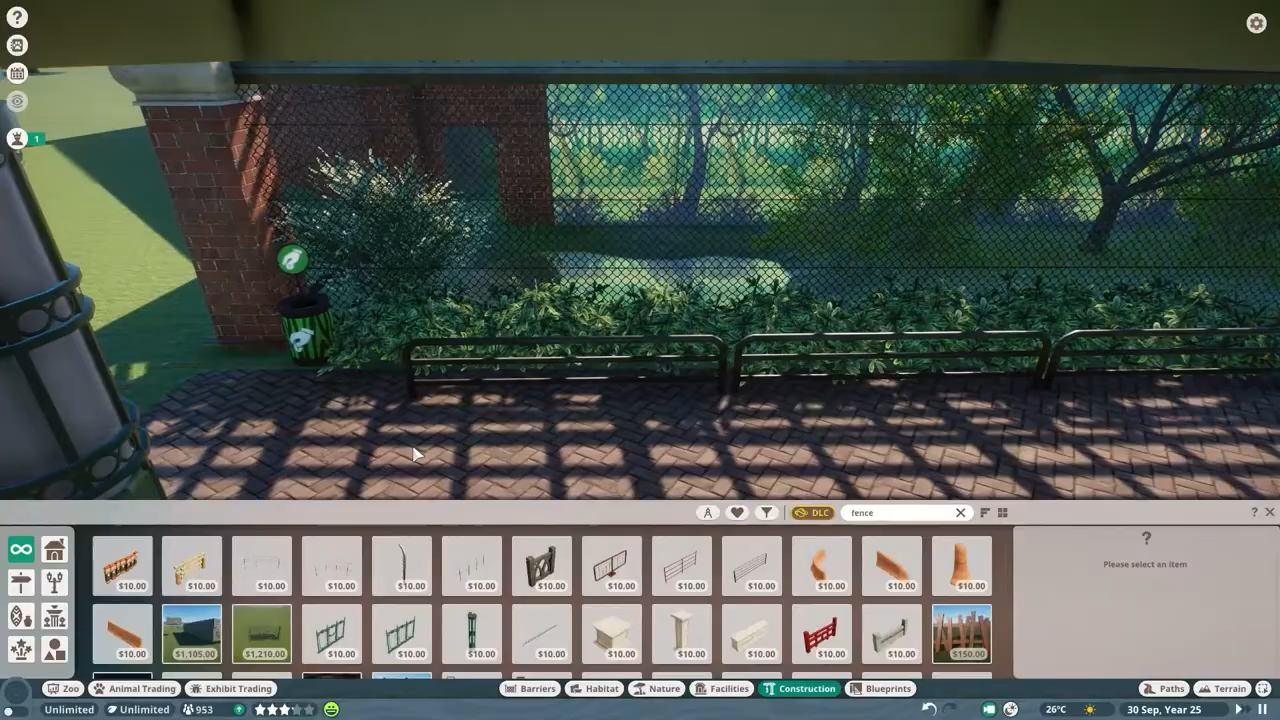 ?
1
DLC
fence
?
$10.00 $10.00 $10.00 $10.00 $10.00 $10.00 $10.00 $10.00 $10.00 $10.00 $10.00 $10.00 $10.00
?
Please select an item
$10.00 $1,105.00 $1,210.00 $10.00 $10.00 $10.00 $10.00 $10.00 $10.00 $10.00 $10.00 $10.00 $150.00
Zoo Animal Trading Exhibit Trading Barriers Habitat Nature Facilities Construction Blueprints Paths Terrain
Unlimited Unlimited 953 26°C 30 Sep, Year 25